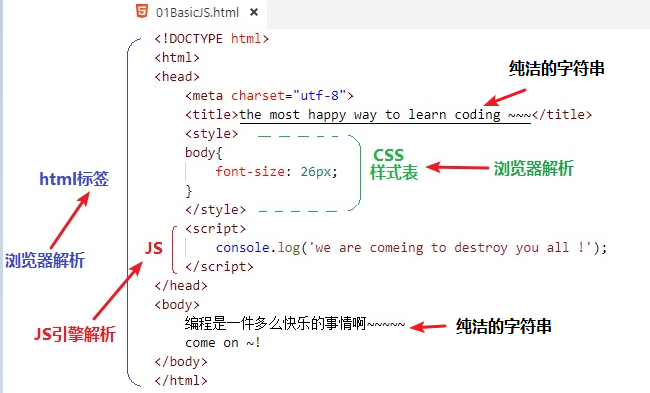 01BasicJS.html ×
<!DOCTYPE html>
<html>
<head>
纯洁的字符串
<meta charset="utf-8">
<title>the most happy way to learn coding ~~~</title>
<style>
body{
CSS
样式表
浏览器解析
font-size: 26px;
html标签
}
</style>
<script>
JS
console.log('we are comeing to destroy you all !');
浏览器解析
</script>
</head>
<body>
编程是一件多么快乐的事情啊~~~~~
纯洁的字符串
JS引擎解析
come on ~!
</body>
</html>